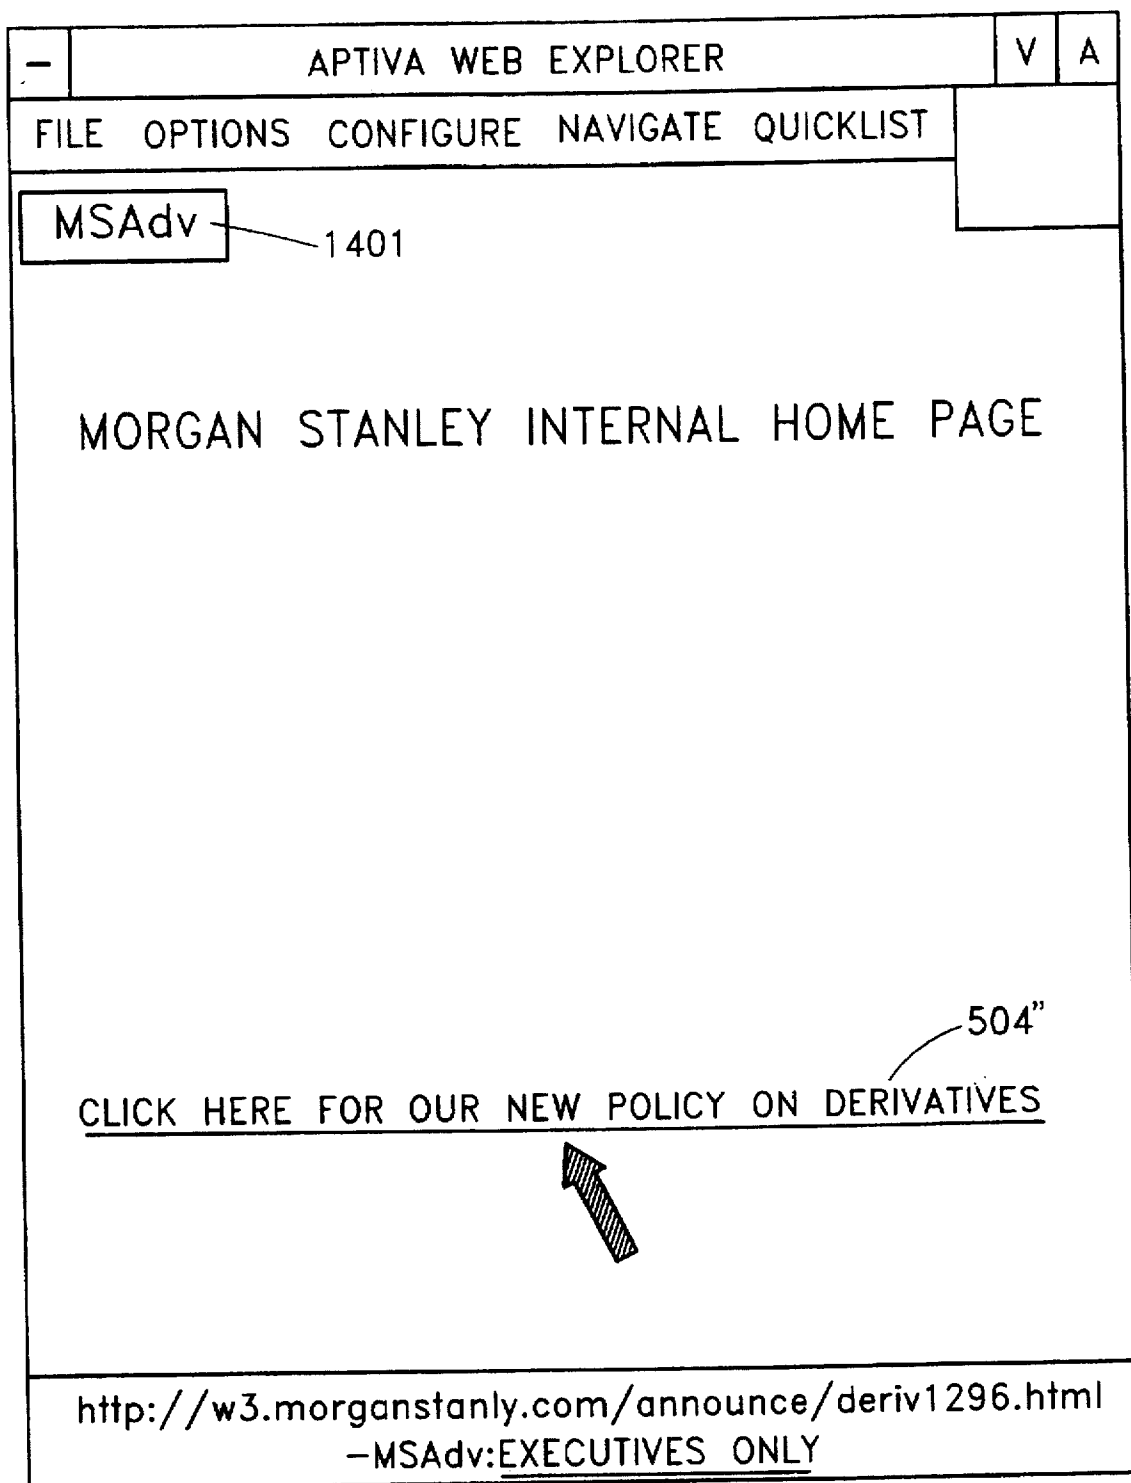 – APTIVA WEB EXPLORER V A
FILE OPTIONS CONFIGURE NAVIGATE QUICKLIST
MSAdv 1401
MORGAN STANLEY INTERNAL HOME PAGE
504”
CLICK HERE FOR OUR NEW POLICY ON DERIVATIVES
http://w3.morganstanly.com/announce/deriv1296.html
–MSAdv:EXECUTIVES ONLY